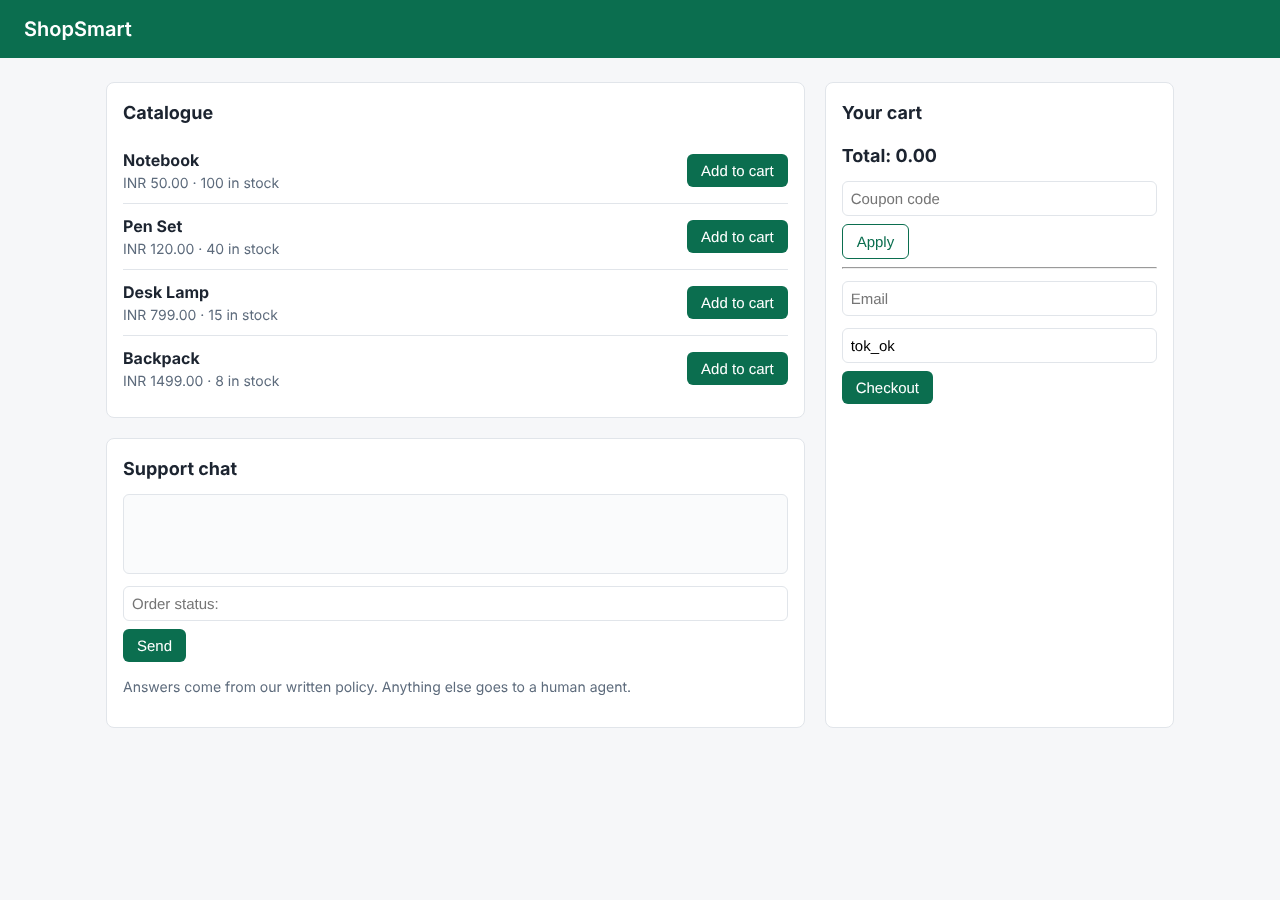 ShopSmart
Catalogue
Notebook
INR 50.00 · 100 in stock
Add to cart
Pen Set
INR 120.00 · 40 in stock
Add to cart
Desk Lamp
INR 799.00 · 15 in stock
Add to cart
Backpack
INR 1499.00 · 8 in stock
Add to cart
Support chat
Order status:
Send
Answers come from our written policy. Anything else goes to a human agent.
Your cart
Total: 0.00
Coupon code
Apply
Email
tok_ok
Checkout